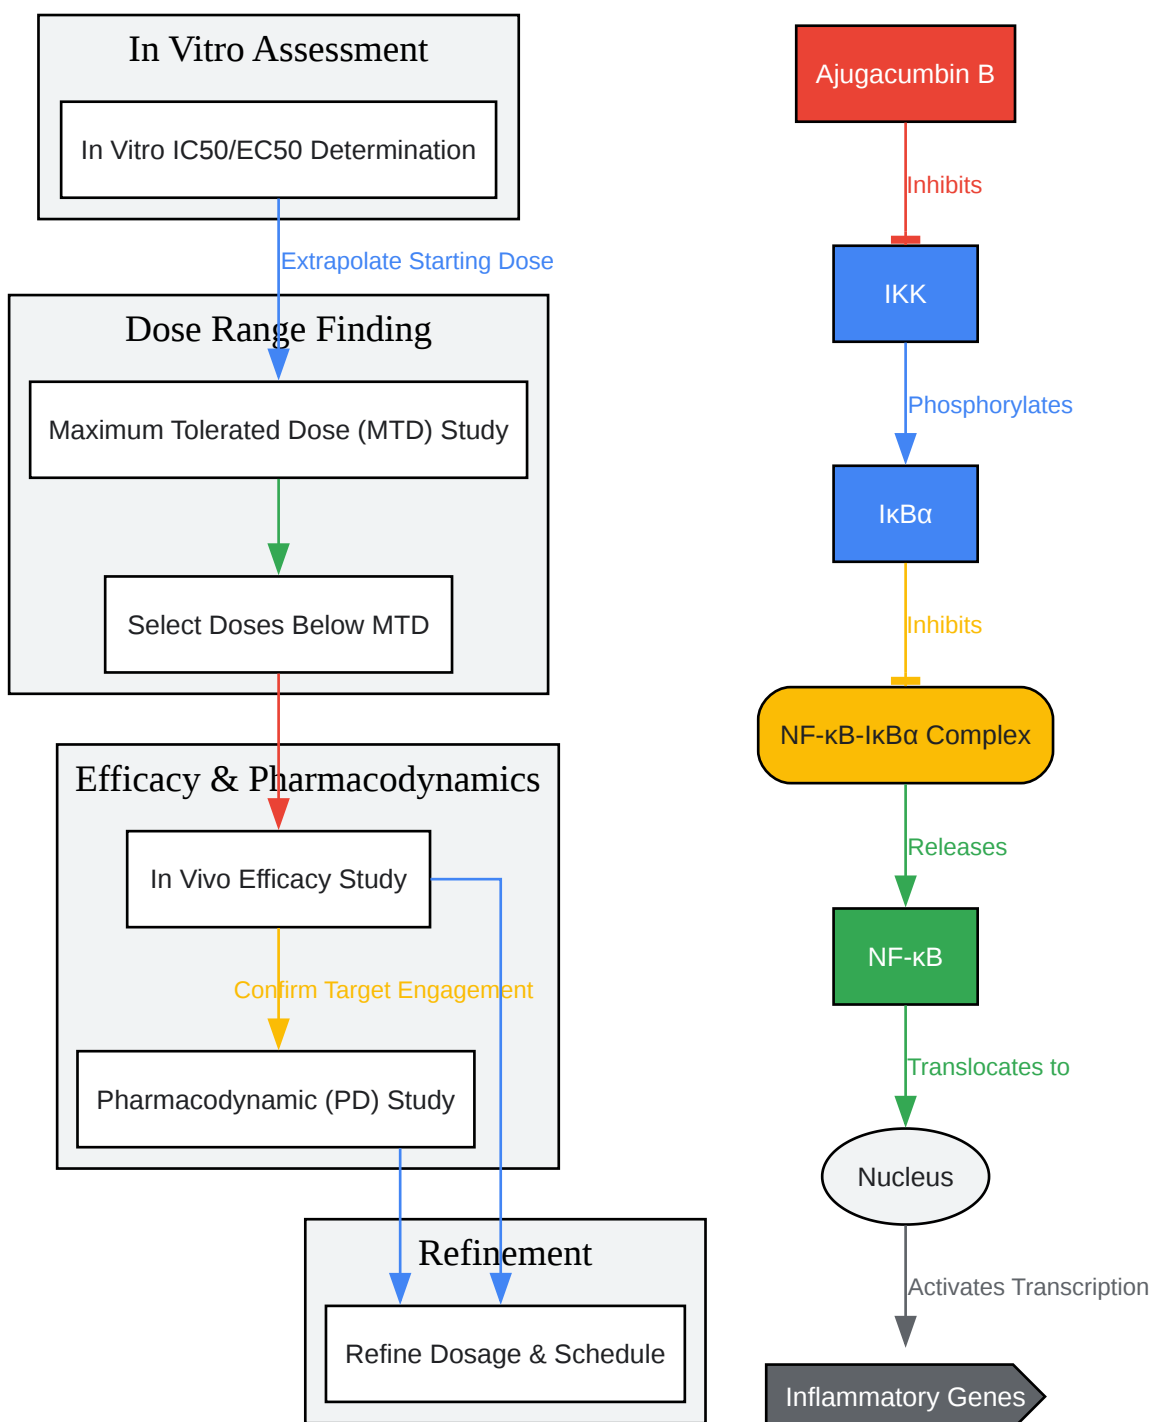 In Vitro Assessment
In Vitro IC50/EC50 Determination
Extrapolate Starting Dose
Dose Range Finding
Maximum Tolerated Dose (MTD) Study
Select Doses Below MTD
Efficacy & Pharmacodynamics
In Vivo Efficacy Study
Confirm Target Engagement
Pharmacodynamic (PD) Study
Refinement
Refine Dosage & Schedule
Ajugacumbin B
Inhibits
IKK
Phosphorylates
IκBα
Inhibits
NF-κB-IκBα Complex
Releases
NF-κB
Translocates to
Nucleus
Activates Transcription
Inflammatory Genes